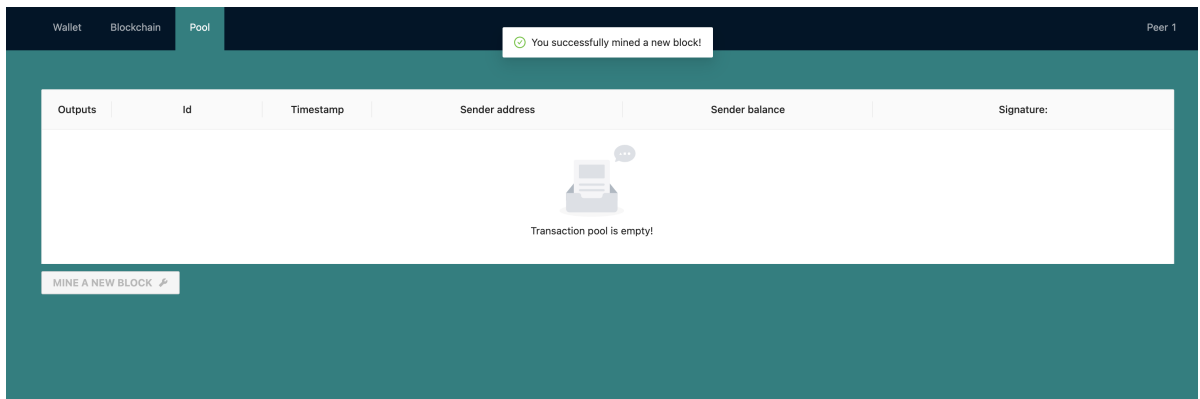 Wallet Blockchain Pool Peer 1
You successfully mined a new block!
Outputs Id Timestamp Sender address Sender balance Signature:
Transaction pool is empty!
MINE A NEW BLOCK